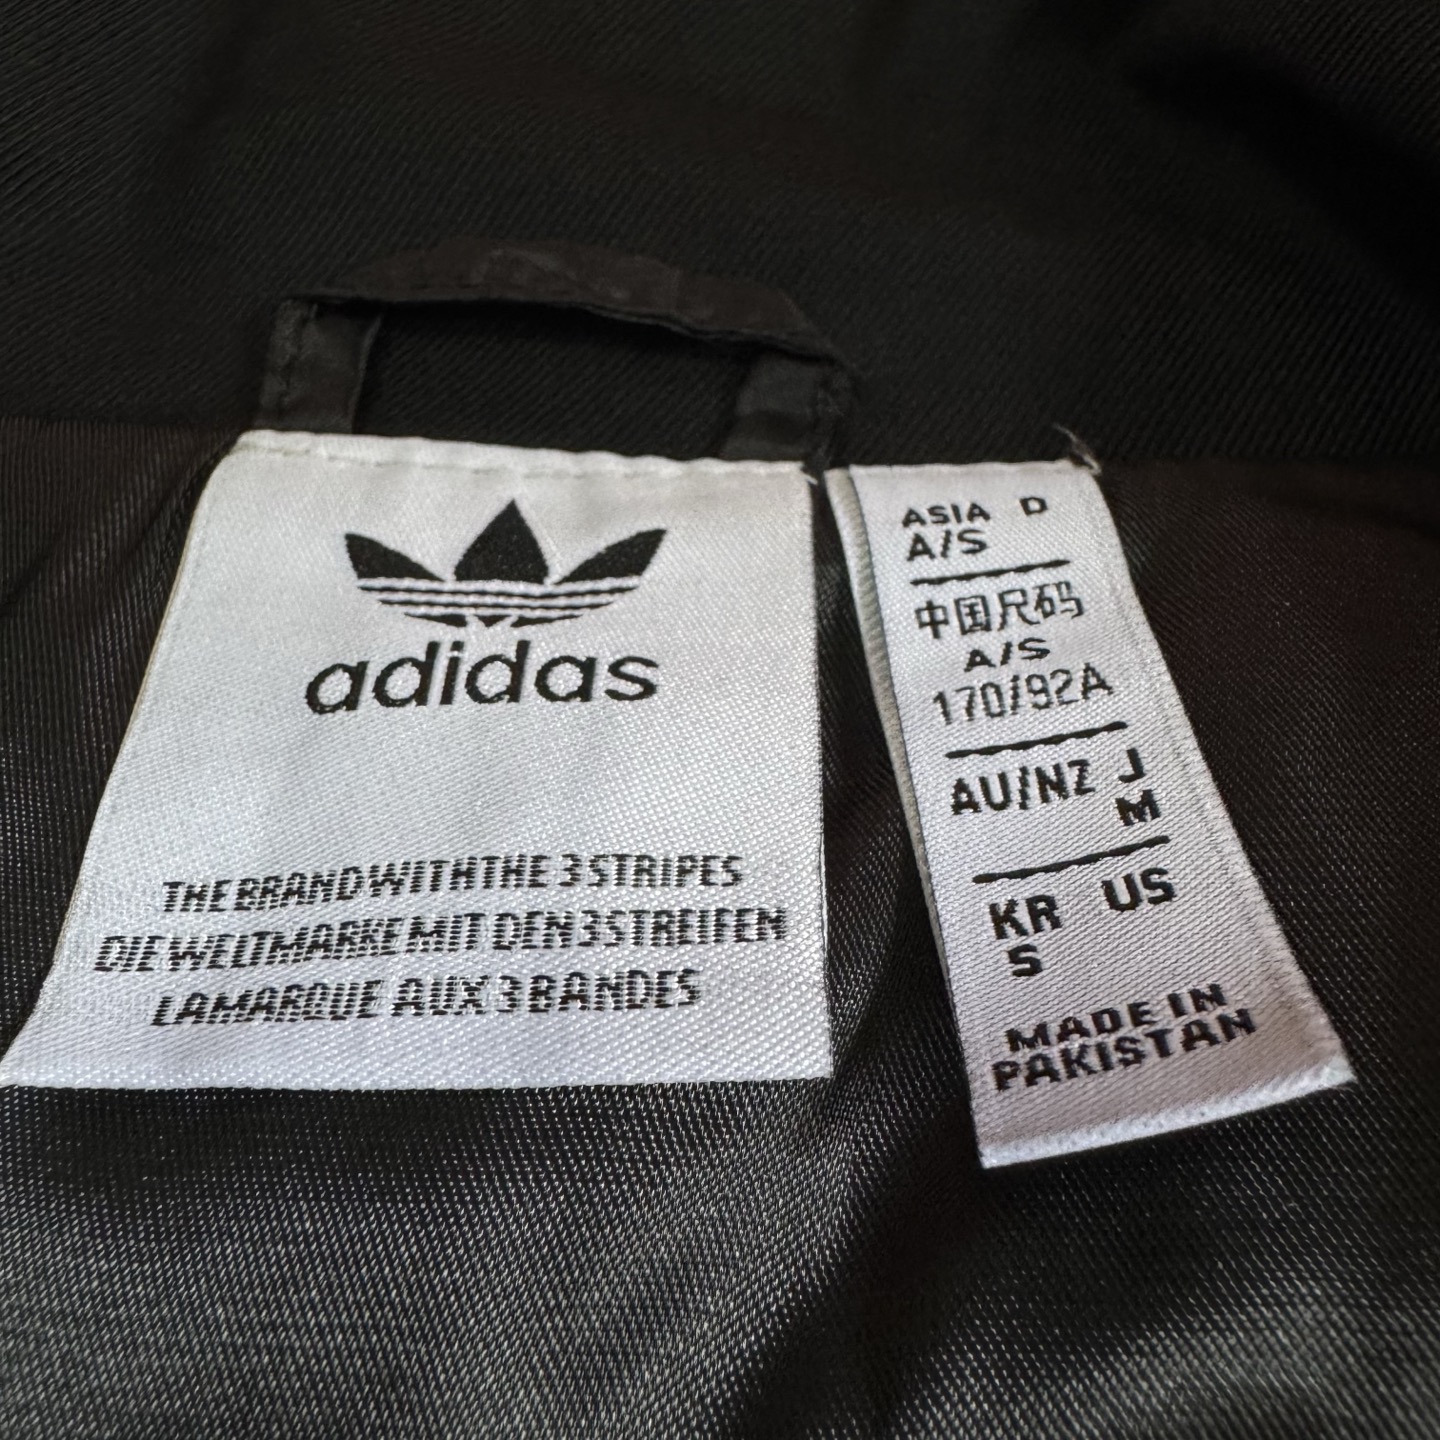 adidas
THE BRAND WITH THE 3 STRIPES
DIE WELTMARKE MIT DEN 3 STREIFEN
LA MARQUE AUX 3 BANDES
ASIA D
A/S
中国尺码
A/S
170/92A
AU/NZ J
M
KR US
S
MADE IN
PAKISTAN